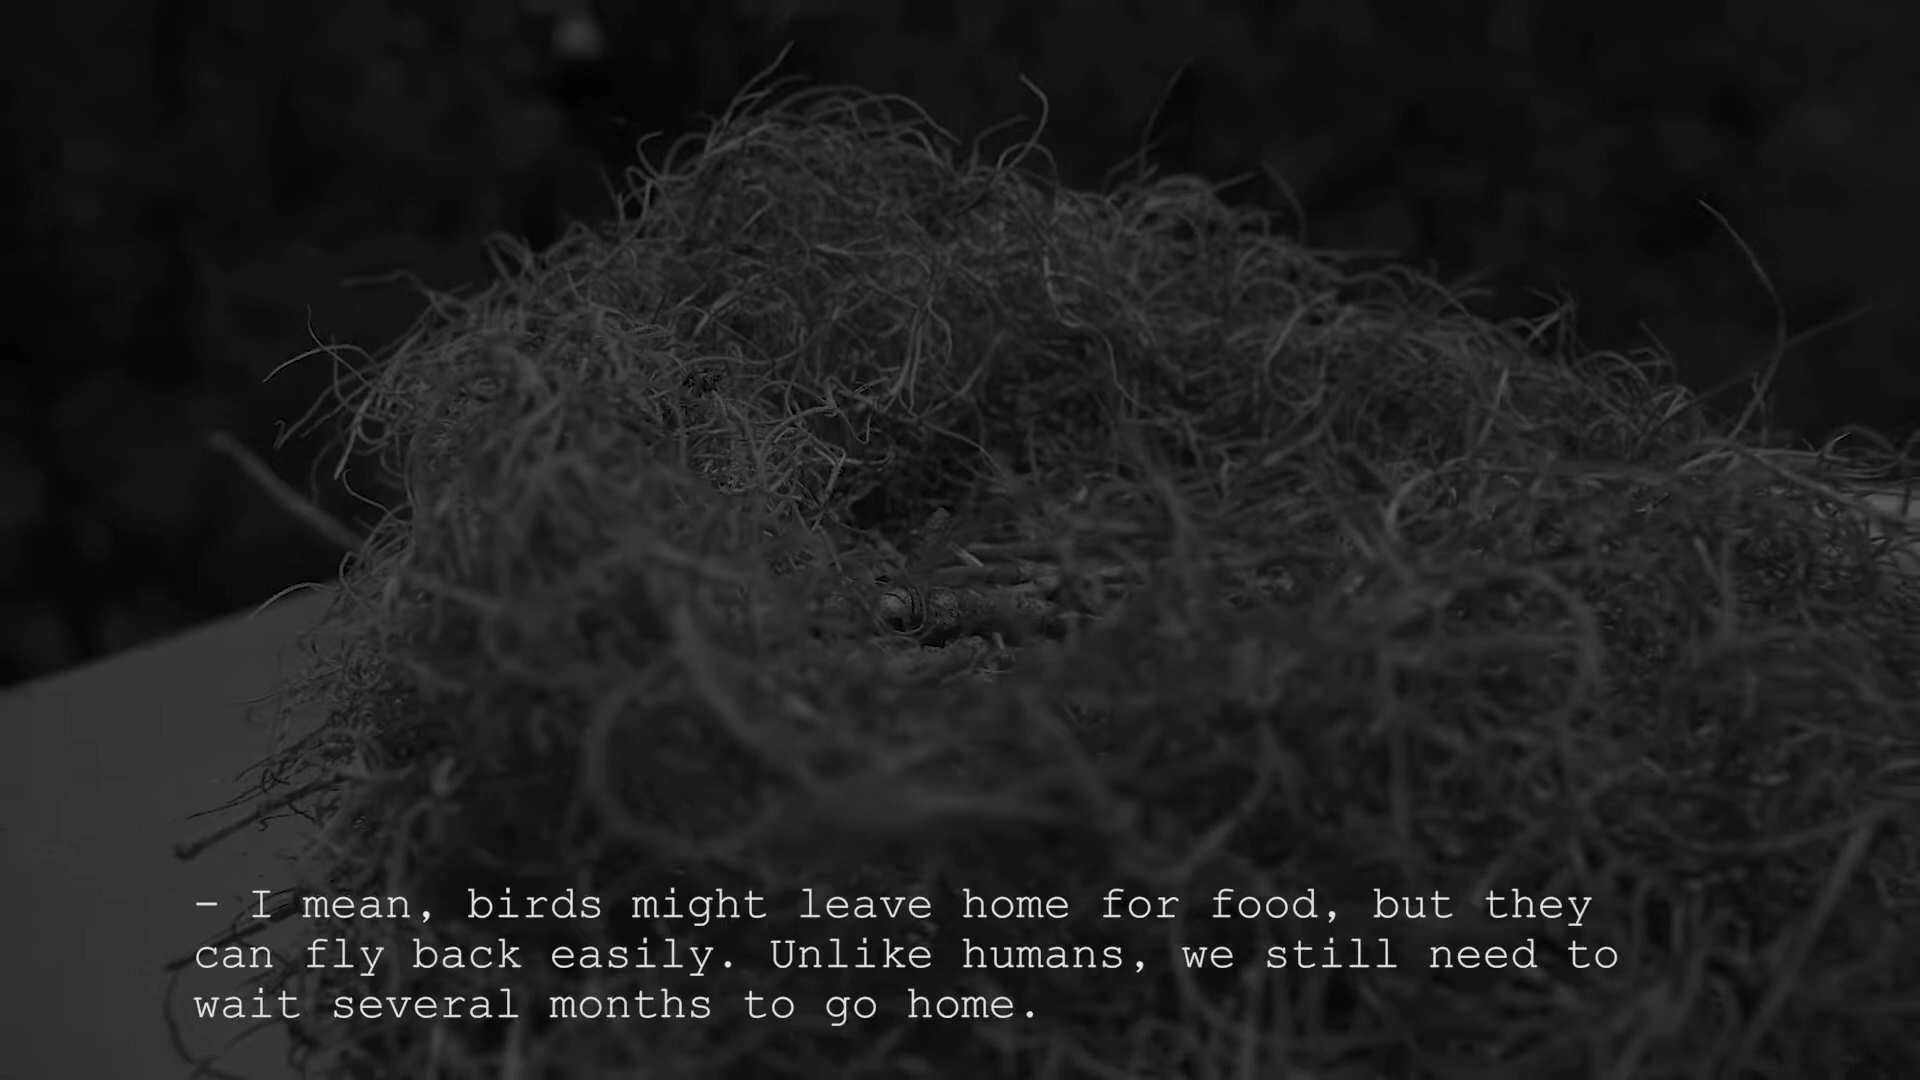 - I mean, birds might leave home for food, but they
can fly back easily. Unlike humans, we still need to
wait several months to go home.